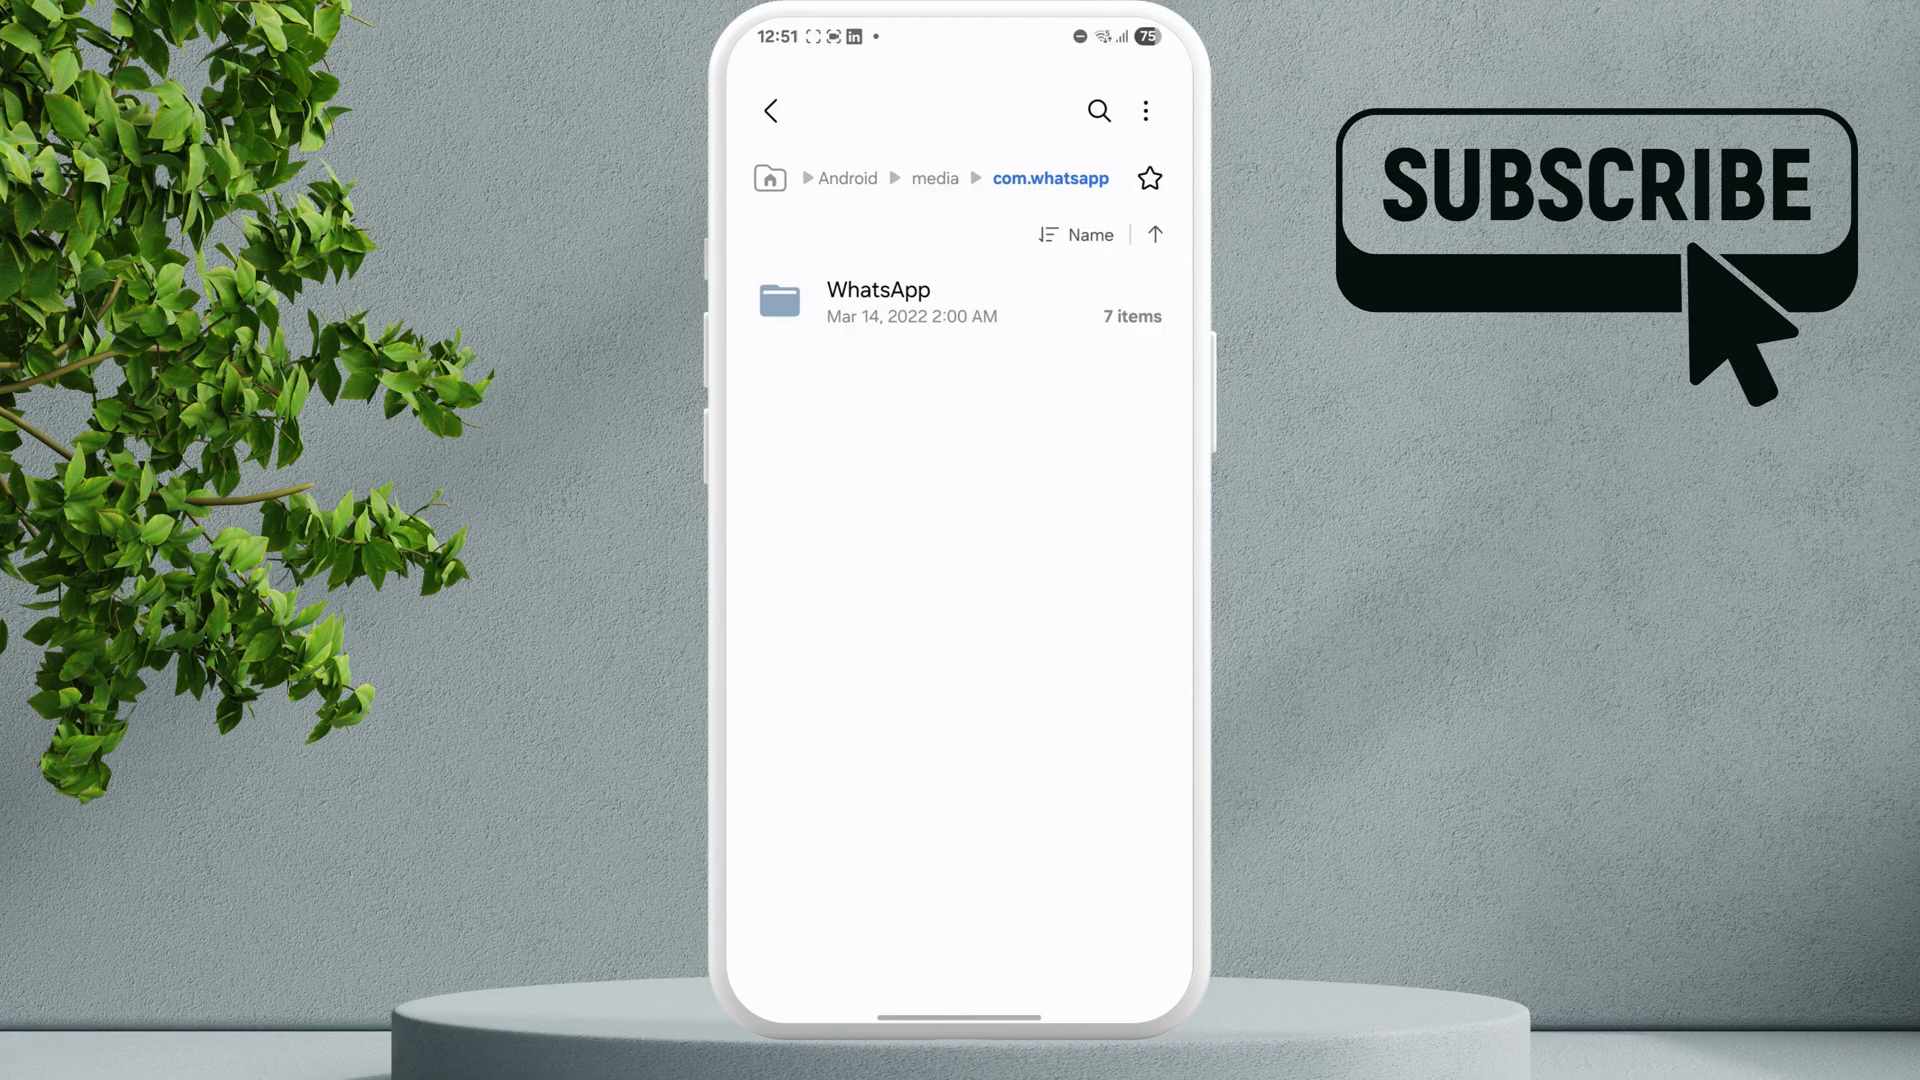 12:51
75
SUBSCRIBE
Android media com.whatsapp
Name
WhatsApp
Mar 14, 2022 2:00 AM
7 items